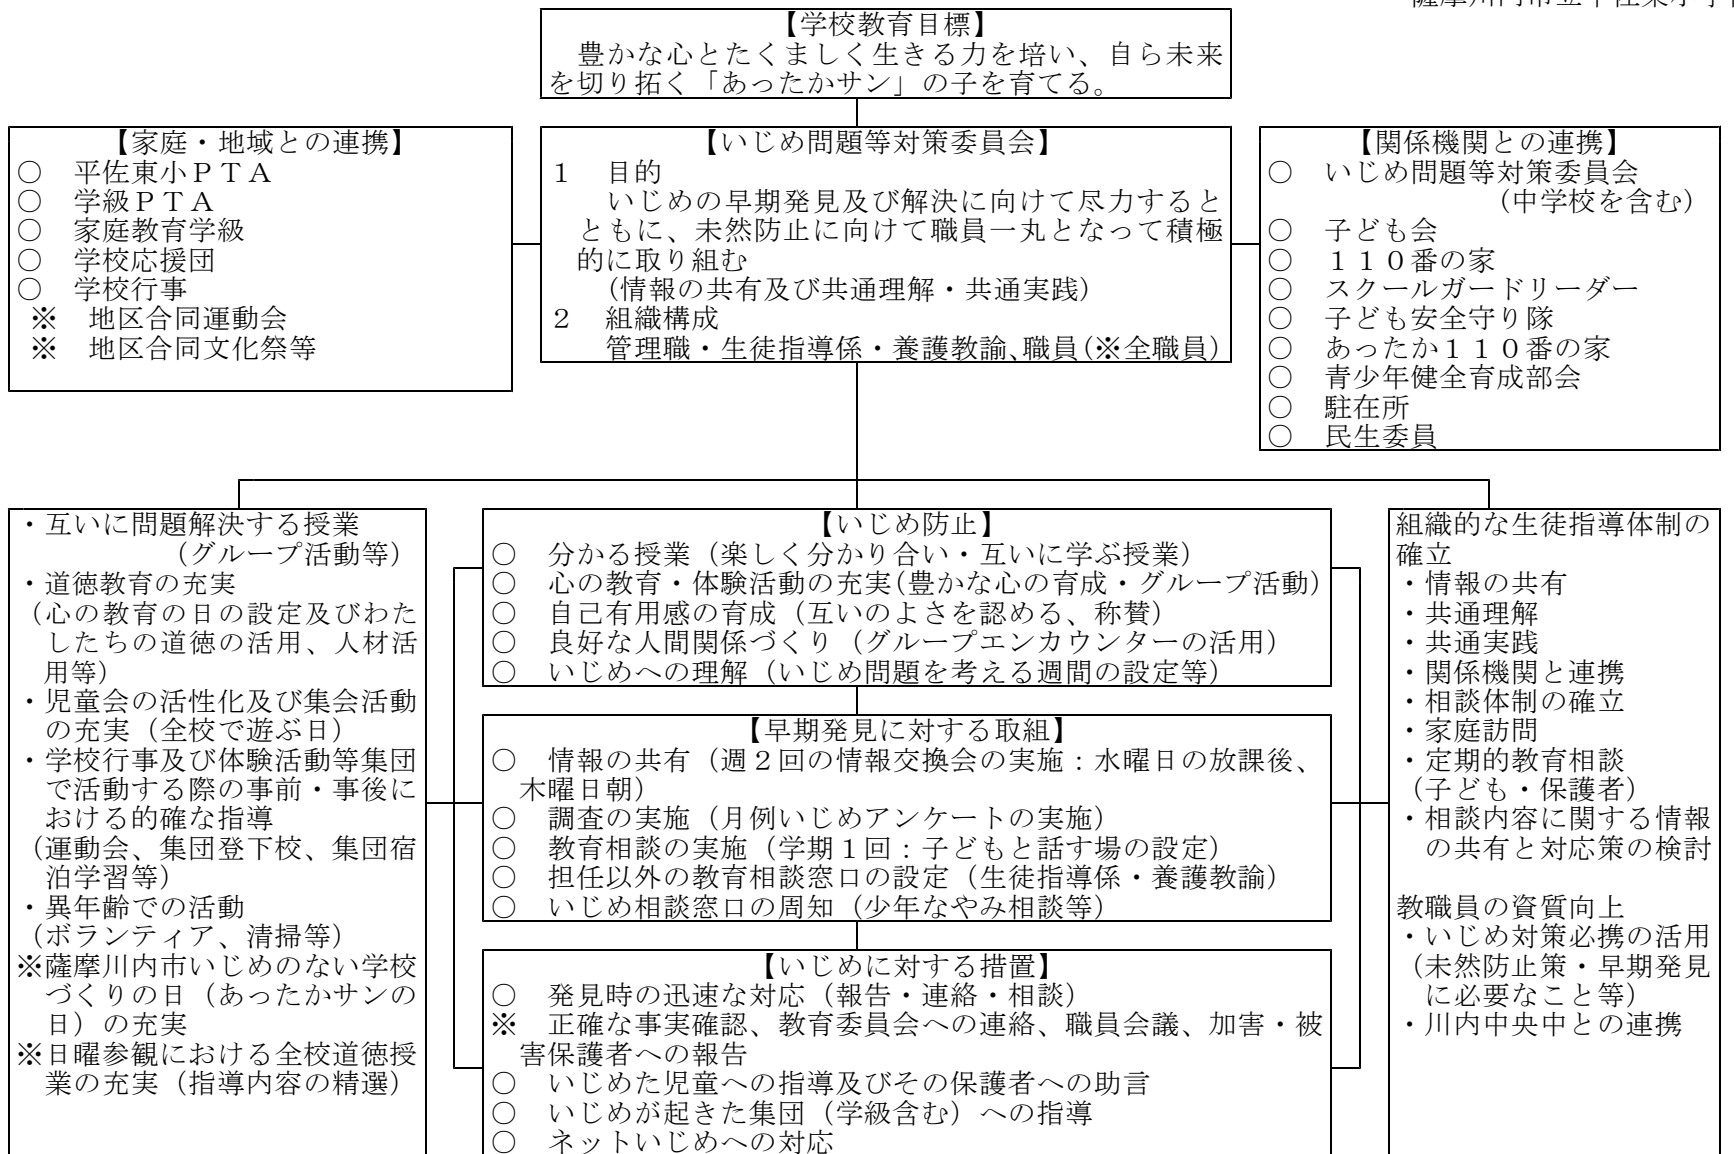 【学校教育目標】
豊かな心とたくましく生きる力を培い、自ら未来
を切り拓く「あったかサン」の子を育てる。
【家庭・地域との連携】
○　平佐東小ＰＴＡ
○　学級ＰＴＡ
○　家庭教育学級
○　学校応援団
○　学校行事
※　地区合同運動会
※　地区合同文化祭等
【いじめ問題等対策委員会】
１　目的
いじめの早期発見及び解決に向けて尽力すると
ともに、未然防止に向けて職員一丸となって積極
的に取り組む
（情報の共有及び共通理解・共通実践）
２　組織構成
管理職・生徒指導係・養護教諭、職員（※全職員）
【関係機関との連携】
○　いじめ問題等対策委員会
（中学校を含む）
○　子ども会
○　１１０番の家
○　スクールガードリーダー
○　子ども安全守り隊
○　あったか１１０番の家
○　青少年健全育成部会
○　駐在所
○　民生委員
・互いに問題解決する授業
（グループ活動等）
・道徳教育の充実
（心の教育の日の設定及びわた
したちの道徳の活用、人材活
用等）
・児童会の活性化及び集会活動
の充実（全校で遊ぶ日）
・学校行事及び体験活動等集団
で活動する際の事前・事後に
おける的確な指導
（運動会、集団登下校、集団宿
泊学習等）
・異年齢での活動
（ボランティア、清掃等）
※薩摩川内市いじめのない学校
づくりの日（あったかサンの
日）の充実
※日曜参観における全校道徳授
業の充実（指導内容の精選）
【いじめ防止】
○　分かる授業（楽しく分かり合い・互いに学ぶ授業）
○　心の教育・体験活動の充実（豊かな心の育成・グループ活動）
○　自己有用感の育成（互いのよさを認める、称賛）
○　良好な人間関係づくり（グループエンカウンターの活用）
○　いじめへの理解（いじめ問題を考える週間の設定等）
【早期発見に対する取組】
○　情報の共有（週２回の情報交換会の実施：水曜日の放課後、
木曜日朝）
○　調査の実施（月例いじめアンケートの実施）
○　教育相談の実施（学期１回：子どもと話す場の設定）
○　担任以外の教育相談窓口の設定（生徒指導係・養護教諭）
○　いじめ相談窓口の周知（少年なやみ相談等）
【いじめに対する措置】
○　発見時の迅速な対応（報告・連絡・相談）
※　正確な事実確認、教育委員会への連絡、職員会議、加害・被
害保護者への報告
○　いじめた児童への指導及びその保護者への助言
○　いじめが起きた集団（学級含む）への指導
○　ネットいじめへの対応
組織的な生徒指導体制の
確立
・情報の共有
・共通理解
・共通実践
・関係機関と連携
・相談体制の確立
・家庭訪問
・定期的教育相談
（子ども・保護者）
・相談内容に関する情報
の共有と対応策の検討
教職員の資質向上
・いじめ対策必携の活用
（未然防止策・早期発見
に必要なこと等）
・川内中央中との連携